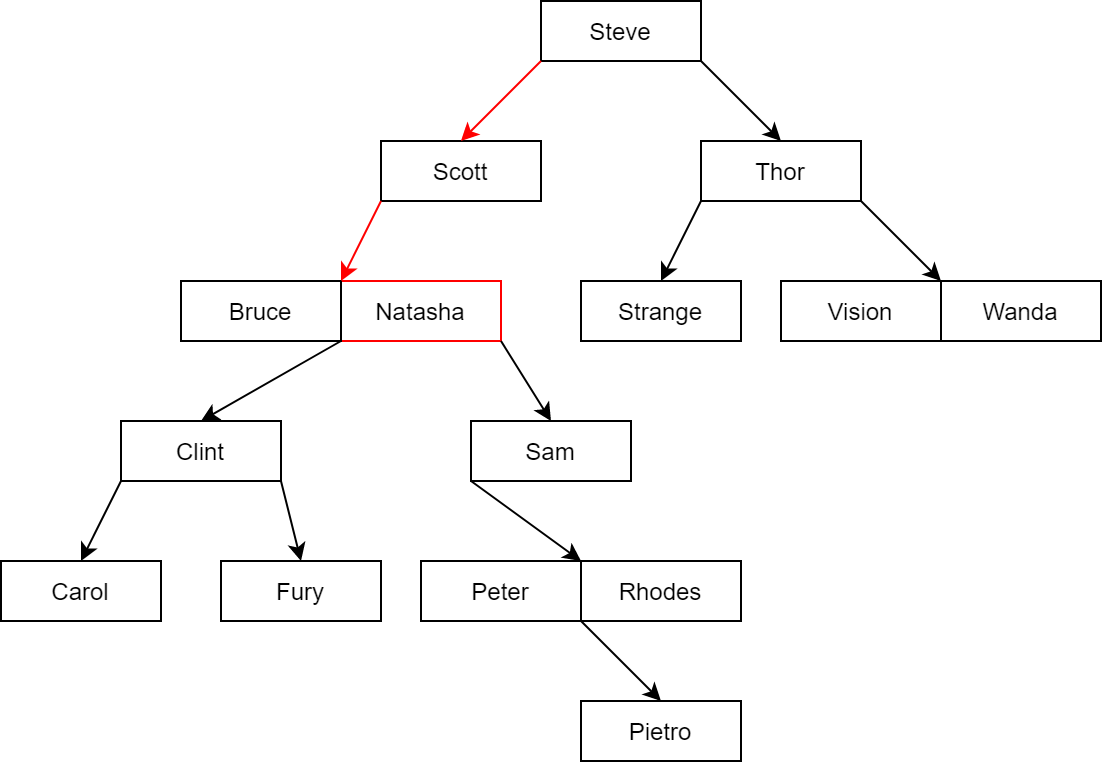 Steve
Scott
Thor
Bruce
Natasha
Strange
Vision
Wanda
Clint
Sam
Carol
Fury
Peter
Rhodes
Pietro